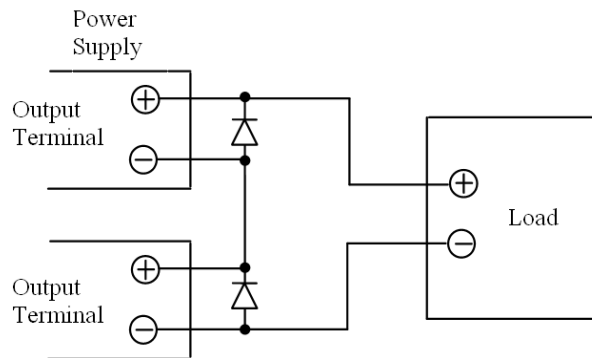 Power
Supply
Output
Terminal
Load
Output
Terminal